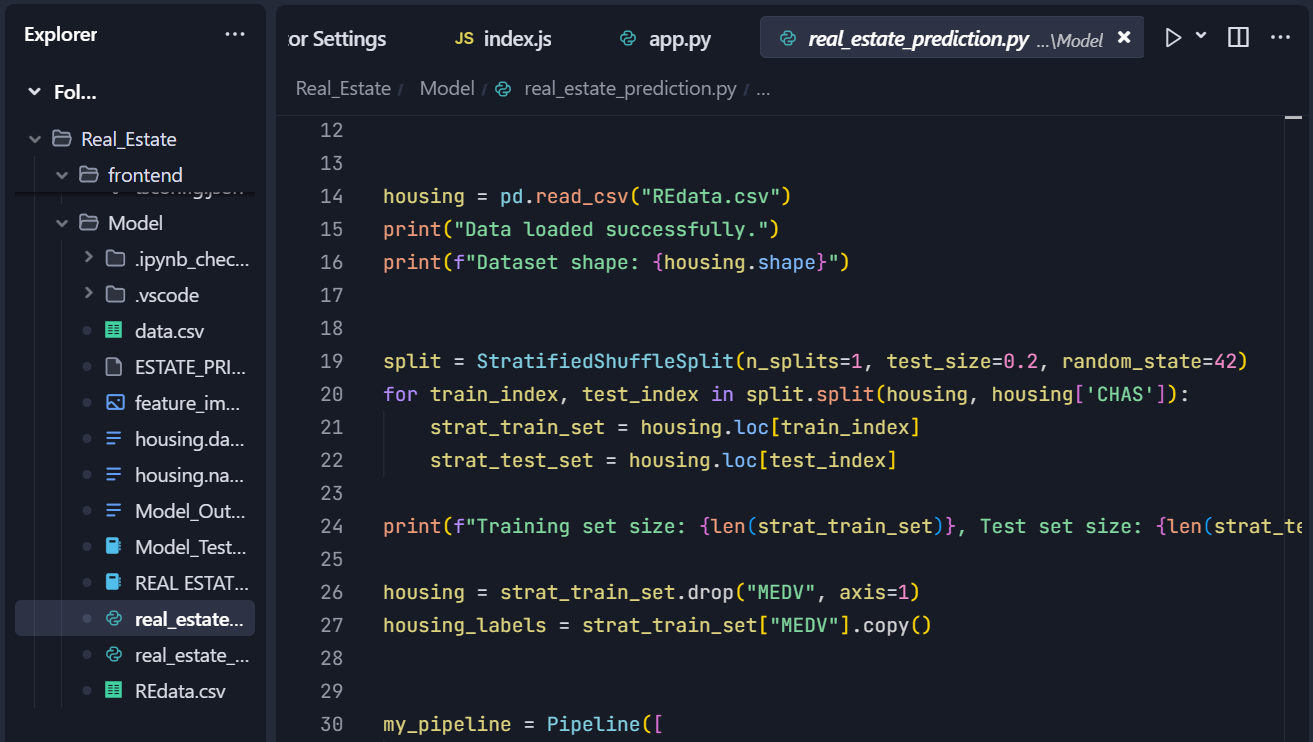 Explorer
Fol...
Real_Estate
frontend
tsconfig.json
Model
.ipynb_chec...
.vscode
data.csv
ESTATE_PRI...
feature_im...
housing.da...
housing.na...
Model_Out...
Model_Test...
REAL ESTAT...
real_estate...
real_estate_...
REdata.csv
or Settings
JS index.js
app.py
real_estate_prediction.py ...\Model
Real_Estate / Model / real_estate_prediction.py / ...
12
13
14 housing = pd.read_csv("REdata.csv")
15 print("Data loaded successfully.")
16 print(f"Dataset shape: {housing.shape}")
17
18
19 split = StratifiedShuffleSplit(n_splits=1, test_size=0.2, random_state=42)
20 for train_index, test_index in split.split(housing, housing['CHAS']):
21     strat_train_set = housing.loc[train_index]
22     strat_test_set = housing.loc[test_index]
23
24 print(f"Training set size: {len(strat_train_set)}, Test set size: {len(strat_te
25
26 housing = strat_train_set.drop("MEDV", axis=1)
27 housing_labels = strat_train_set["MEDV"].copy()
28
29
30 my_pipeline = Pipeline([